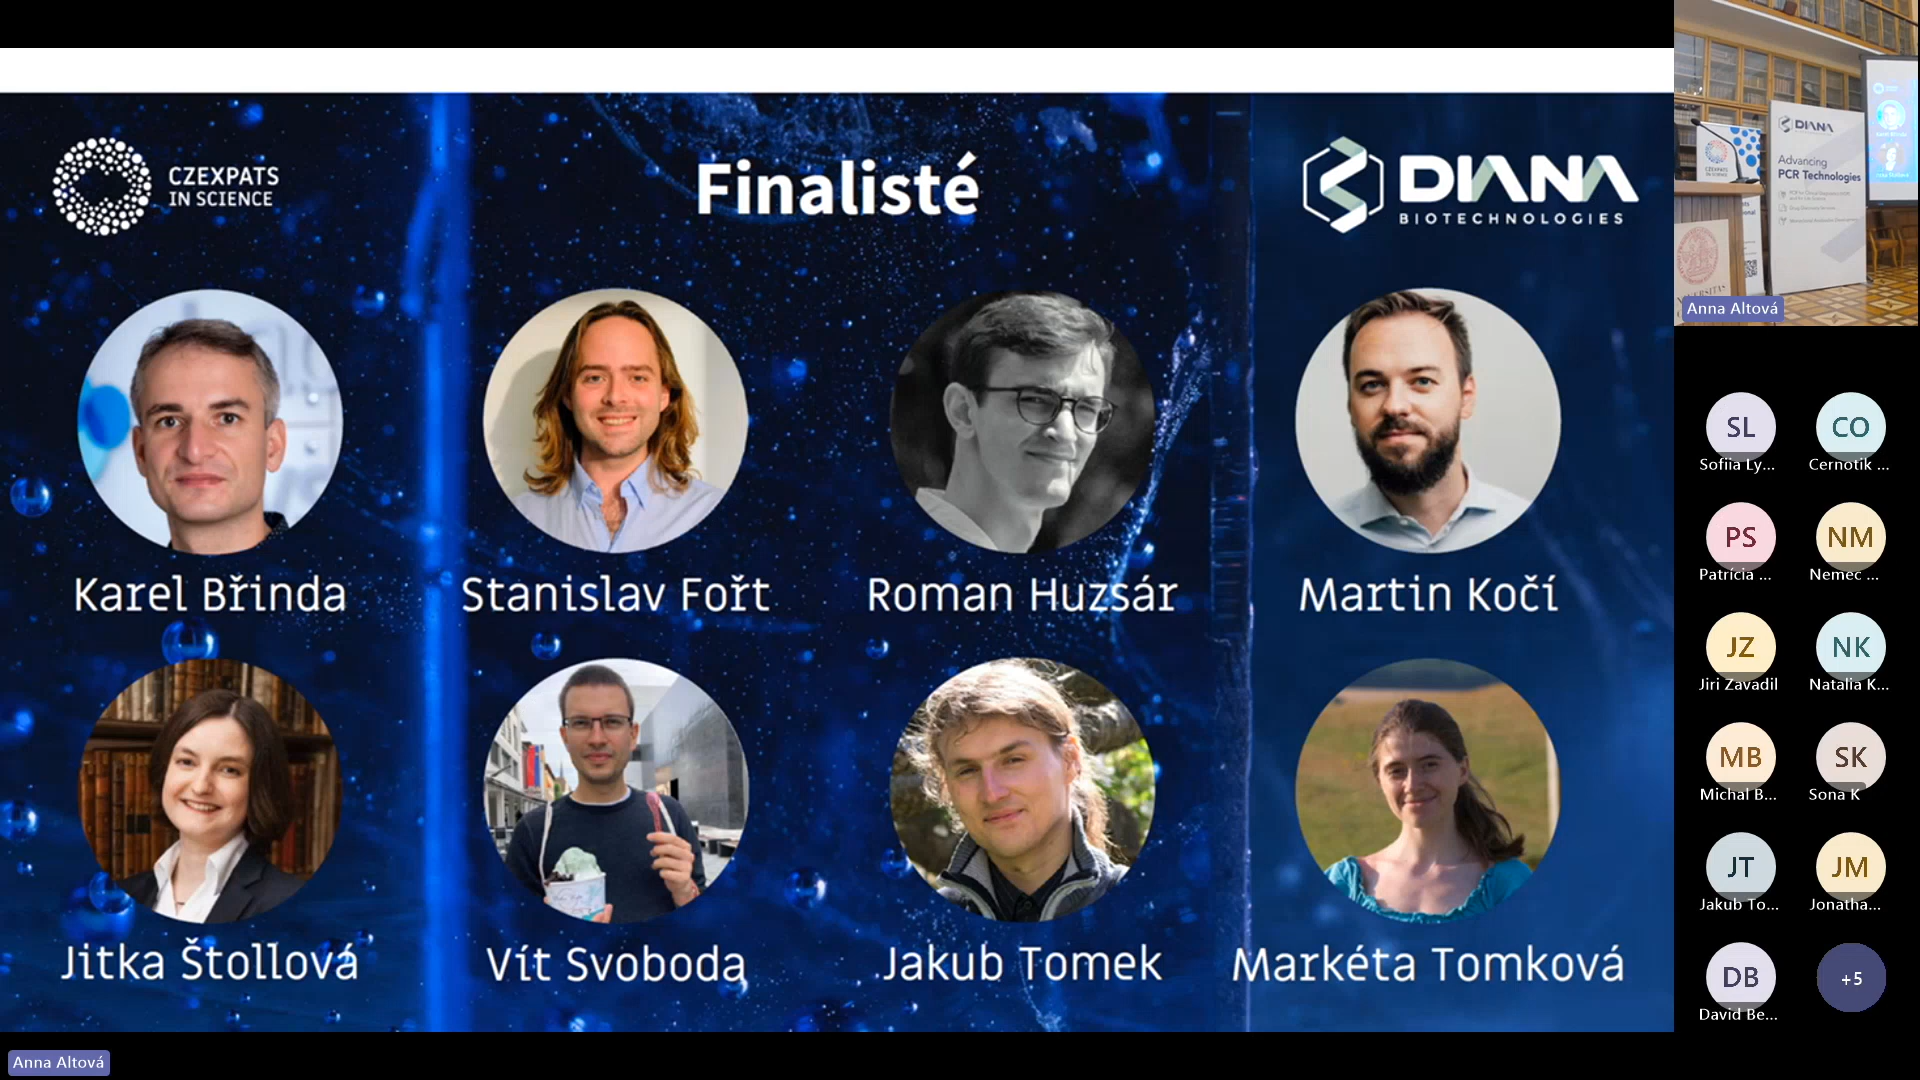 CZEXPATS
IN SCIENCE
Finalisté
DIANA
BIOTECHNOLOGIES
Karel Břinda
Stanislav Fořt
Roman Huzsár
Martin Kočí
Jitka Štollová
Vít Svoboda
Jakub Tomek
Markéta Tomková
Anna Altová
DIANA
Advancing
PCR Technologies
Anna Altová
SL
Sofiia Ly...
CO
Cernotik ...
PS
Patrícia ...
NM
Nemec ...
JZ
Jiri Zavadil
NK
Natalia K...
MB
Michal B...
SK
Sona K
JT
Jakub To...
JM
Jonatha...
DB
David Be...
+5